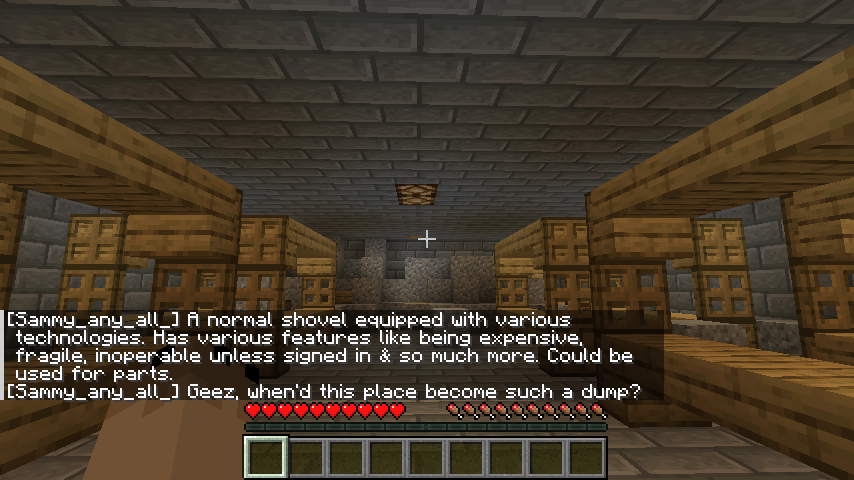 [Sammy_any_all_] A normal shovel equipped with various
technologies. Has various features like being expensive,
fragile, inoperable unless signed in & so much more. Could be
used for parts.
[Sammy_any_all_] Geez, when'd this place become such a dump?